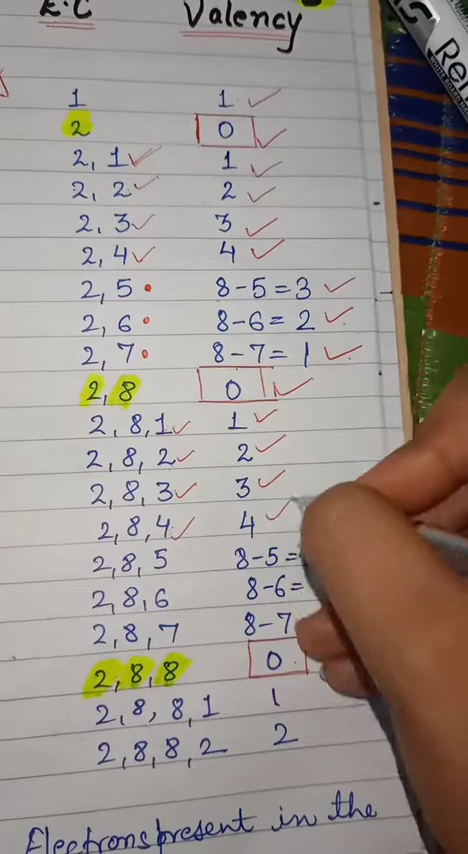 E.C Valency
1 1
2 0
2, 1 1
2, 2 2
2, 3 3
2, 4 4
2, 5 8-5=3
2, 6 8-6=2
2, 7 8-7=1
2, 8 0
2, 8, 1 1
2, 8, 2 2
2, 8, 3 3
2, 8, 4 4
2, 8, 5 8-5=
2, 8, 6 8-6=
2, 8, 7 8-7
2, 8, 8 0
2, 8, 8, 1 1
2, 8, 8, 2 2
Electrons present in the